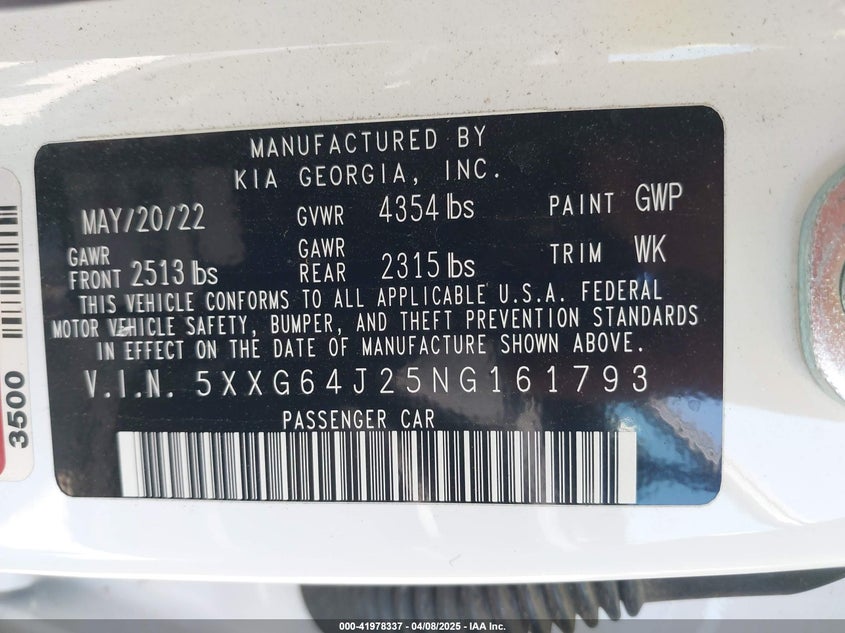 MANUFACTURED BY
KIA GEORGIA, INC.
MAY/20/22 GVWR 4354 lbs PAINT GWP
GAWR FRONT 2513 lbs GAWR REAR 2315 lbs TRIM WK
THIS VEHICLE CONFORMS TO ALL APPLICABLE U.S.A. FEDERAL
MOTOR VEHICLE SAFETY, BUMPER, AND THEFT PREVENTION STANDARDS
IN EFFECT ON THE DATE OF MANUFACTURE SHOWN ABOVE.
V.I.N. 5XXG64J25NG161793
PASSENGER CAR
3500
000-41978337 - 04/08/2025 - IAA Inc.